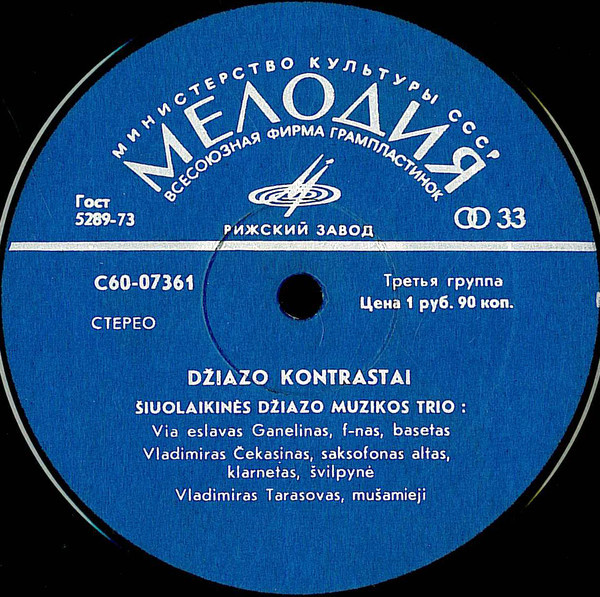 МИНИСТЕРСТВО КУЛЬТУРЫ СССР
МЕЛОДИЯ
ВСЕСОЮЗНАЯ ФИРМА ГРАМПЛАСТИНОК
Гост
5289-73
РИЖСКИЙ ЗАВОД
33
С60-07361
Третья группа
Цена 1 руб. 90 коп.
СТЕРЕО
DŽIAZO KONTRASTAI
ŠIUOLAIKINĖS DŽIAZO MUZIKOS TRIO :
Via eslavas Ganelinas, f-nas, basetas
Vladimiras Čekasinas, saksofonas altas,
klarnetas, švilpynė
Vladimiras Tarasovas, mušamieji